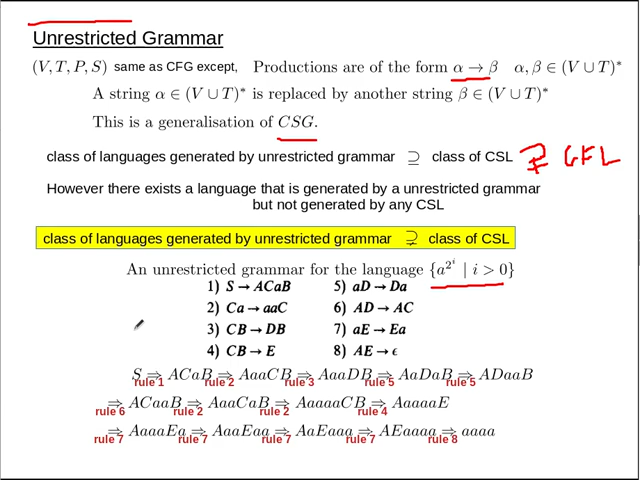 Unrestricted Grammar
(V, T, P, S) same as CFG except, Productions are of the form α → β α, β ∈ (V ∪ T)*
A string α ∈ (V ∪ T)* is replaced by another string β ∈ (V ∪ T)*
This is a generalisation of CSG.
class of languages generated by unrestricted grammar ⊇ class of CSL ⊋ CFL
However there exists a language that is generated by a unrestricted grammar
but not generated by any CSL
class of languages generated by unrestricted grammar ⊋ class of CSL
An unrestricted grammar for the language {a^{2^i} | i > 0}
1) S → ACaB 5) aD → Da
2) Ca → aaC 6) AD → AC
3) CB → DB 7) aE → Ea
4) CB → E 8) AE → ϵ
S ⇒ ACaB ⇒ AaaCB ⇒ AaaDB ⇒ AaDaB ⇒ ADaaB
rule 1 rule 2 rule 3 rule 5 rule 5
⇒ ACaaB ⇒ AaaCaB ⇒ AaaaaCB ⇒ AaaaaE
rule 6 rule 2 rule 2 rule 4
⇒ AaaaEa ⇒ AaaEaa ⇒ AaEaaa ⇒ AEaaaa ⇒ aaaa
rule 7 rule 7 rule 7 rule 7 rule 8